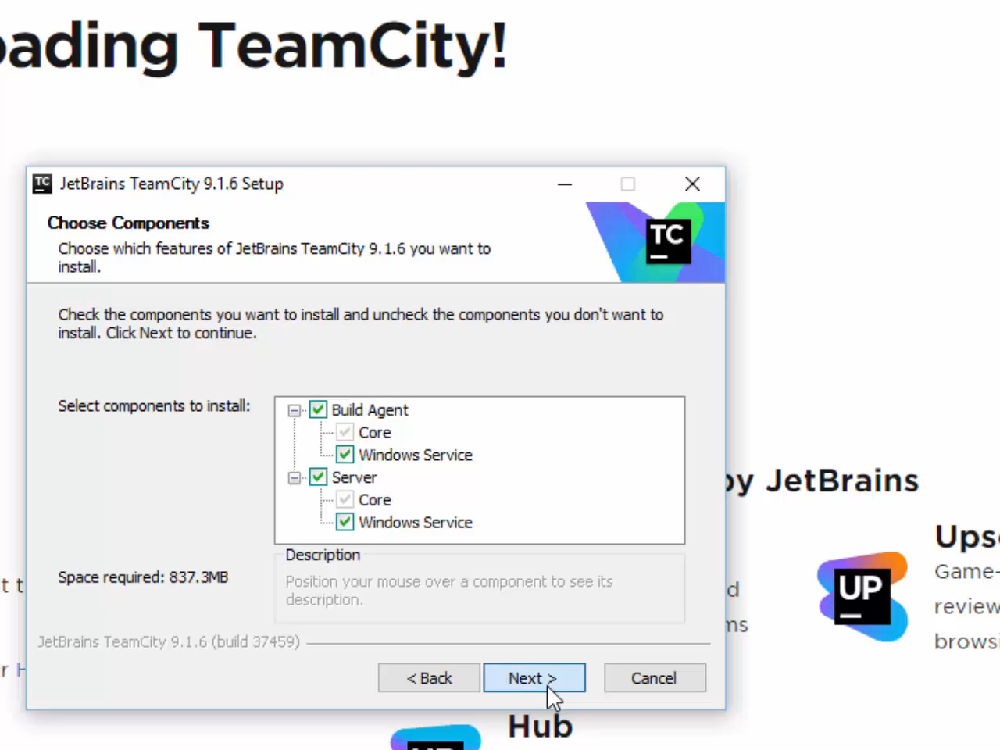 oading TeamCity!
TC
JetBrains TeamCity 9.1.6 Setup
Choose Components
Choose which features of JetBrains TeamCity 9.1.6 you want to
install.
TC
Check the components you want to install and uncheck the components you don't want to
install. Click Next to continue.
Select components to install:
Build Agent
Core
Windows Service
Server
Core
Windows Service
Space required: 837.3MB
Description
Position your mouse over a component to see its
description.
JetBrains TeamCity 9.1.6 (build 37459)
< Back
Next >
Cancel
by JetBrains
Ups
UP
Game-
review
browsi
d
ms
t t
r H
Hub